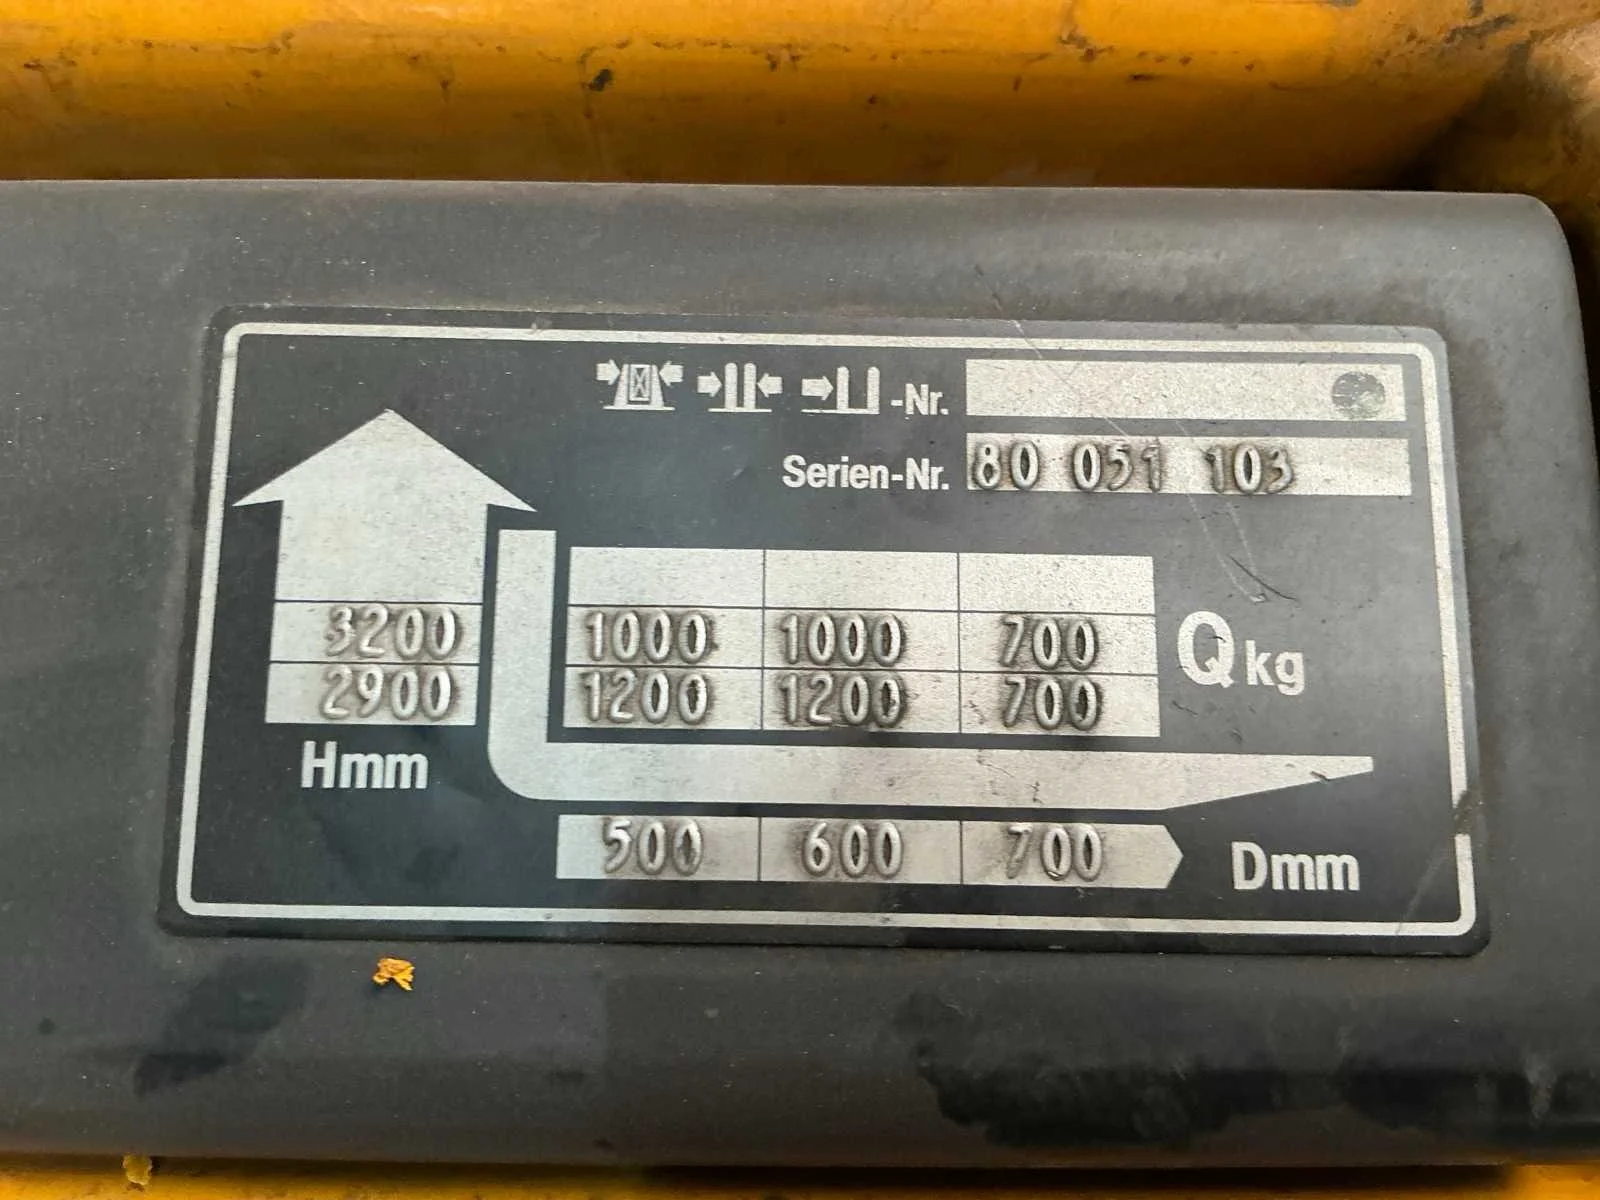 -Nr.
Serien-Nr. 80 051 103
3200 1000 1000 700
2900 1200 1200 700 Qkg
Hmm
500 600 700 Dmm